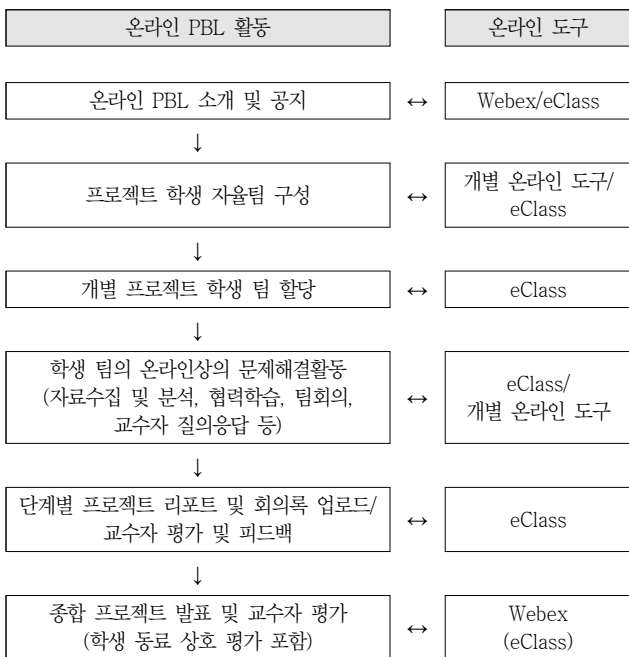 온라인 PBL 활동
온라인 도구
온라인 PBL 소개 및 공지
↔
Webex/eClass
↓
프로젝트 학생 자율팀 구성
↔
개별 온라인 도구/
eClass
↓
개별 프로젝트 학생 팀 할당
↔
eClass
↓
학생 팀의 온라인상의 문제해결활동
(자료수집 및 분석, 협력학습, 팀회의,
교수자 질의응답 등)
↔
eClass/
개별 온라인 도구
↓
단계별 프로젝트 리포트 및 회의록 업로드/
교수자 평가 및 피드백
↔
eClass
↓
종합 프로젝트 발표 및 교수자 평가
(학생 동료 상호 평가 포함)
↔
Webex
(eClass)